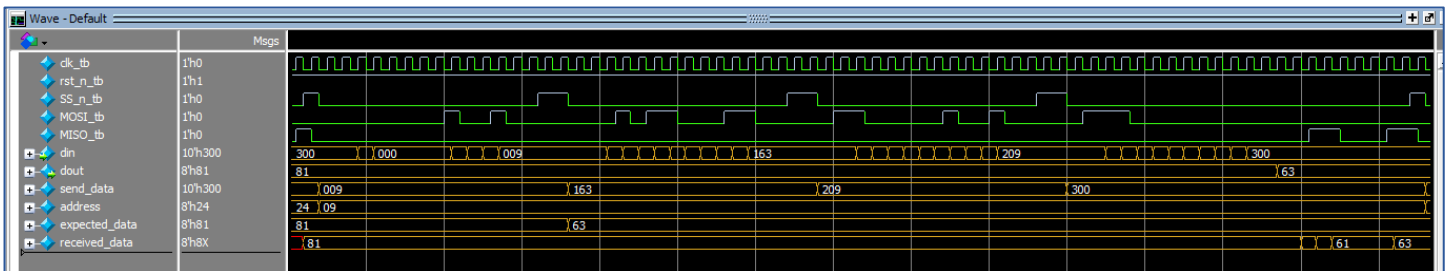 Wave - Default
Msgs
clk_tb 1'h0
rst_n_tb 1'h1
SS_n_tb 1'h0
MOSI_tb 1'h0
MISO_tb 1'h0
din 10'h300 300 000 009 163 209 300
dout 8'h81 81 63
send_data 10'h300 009 163 209 300
address 8'h24 24 09
expected_data 8'h81 81 63
received_data 8'h8X 81 61 63